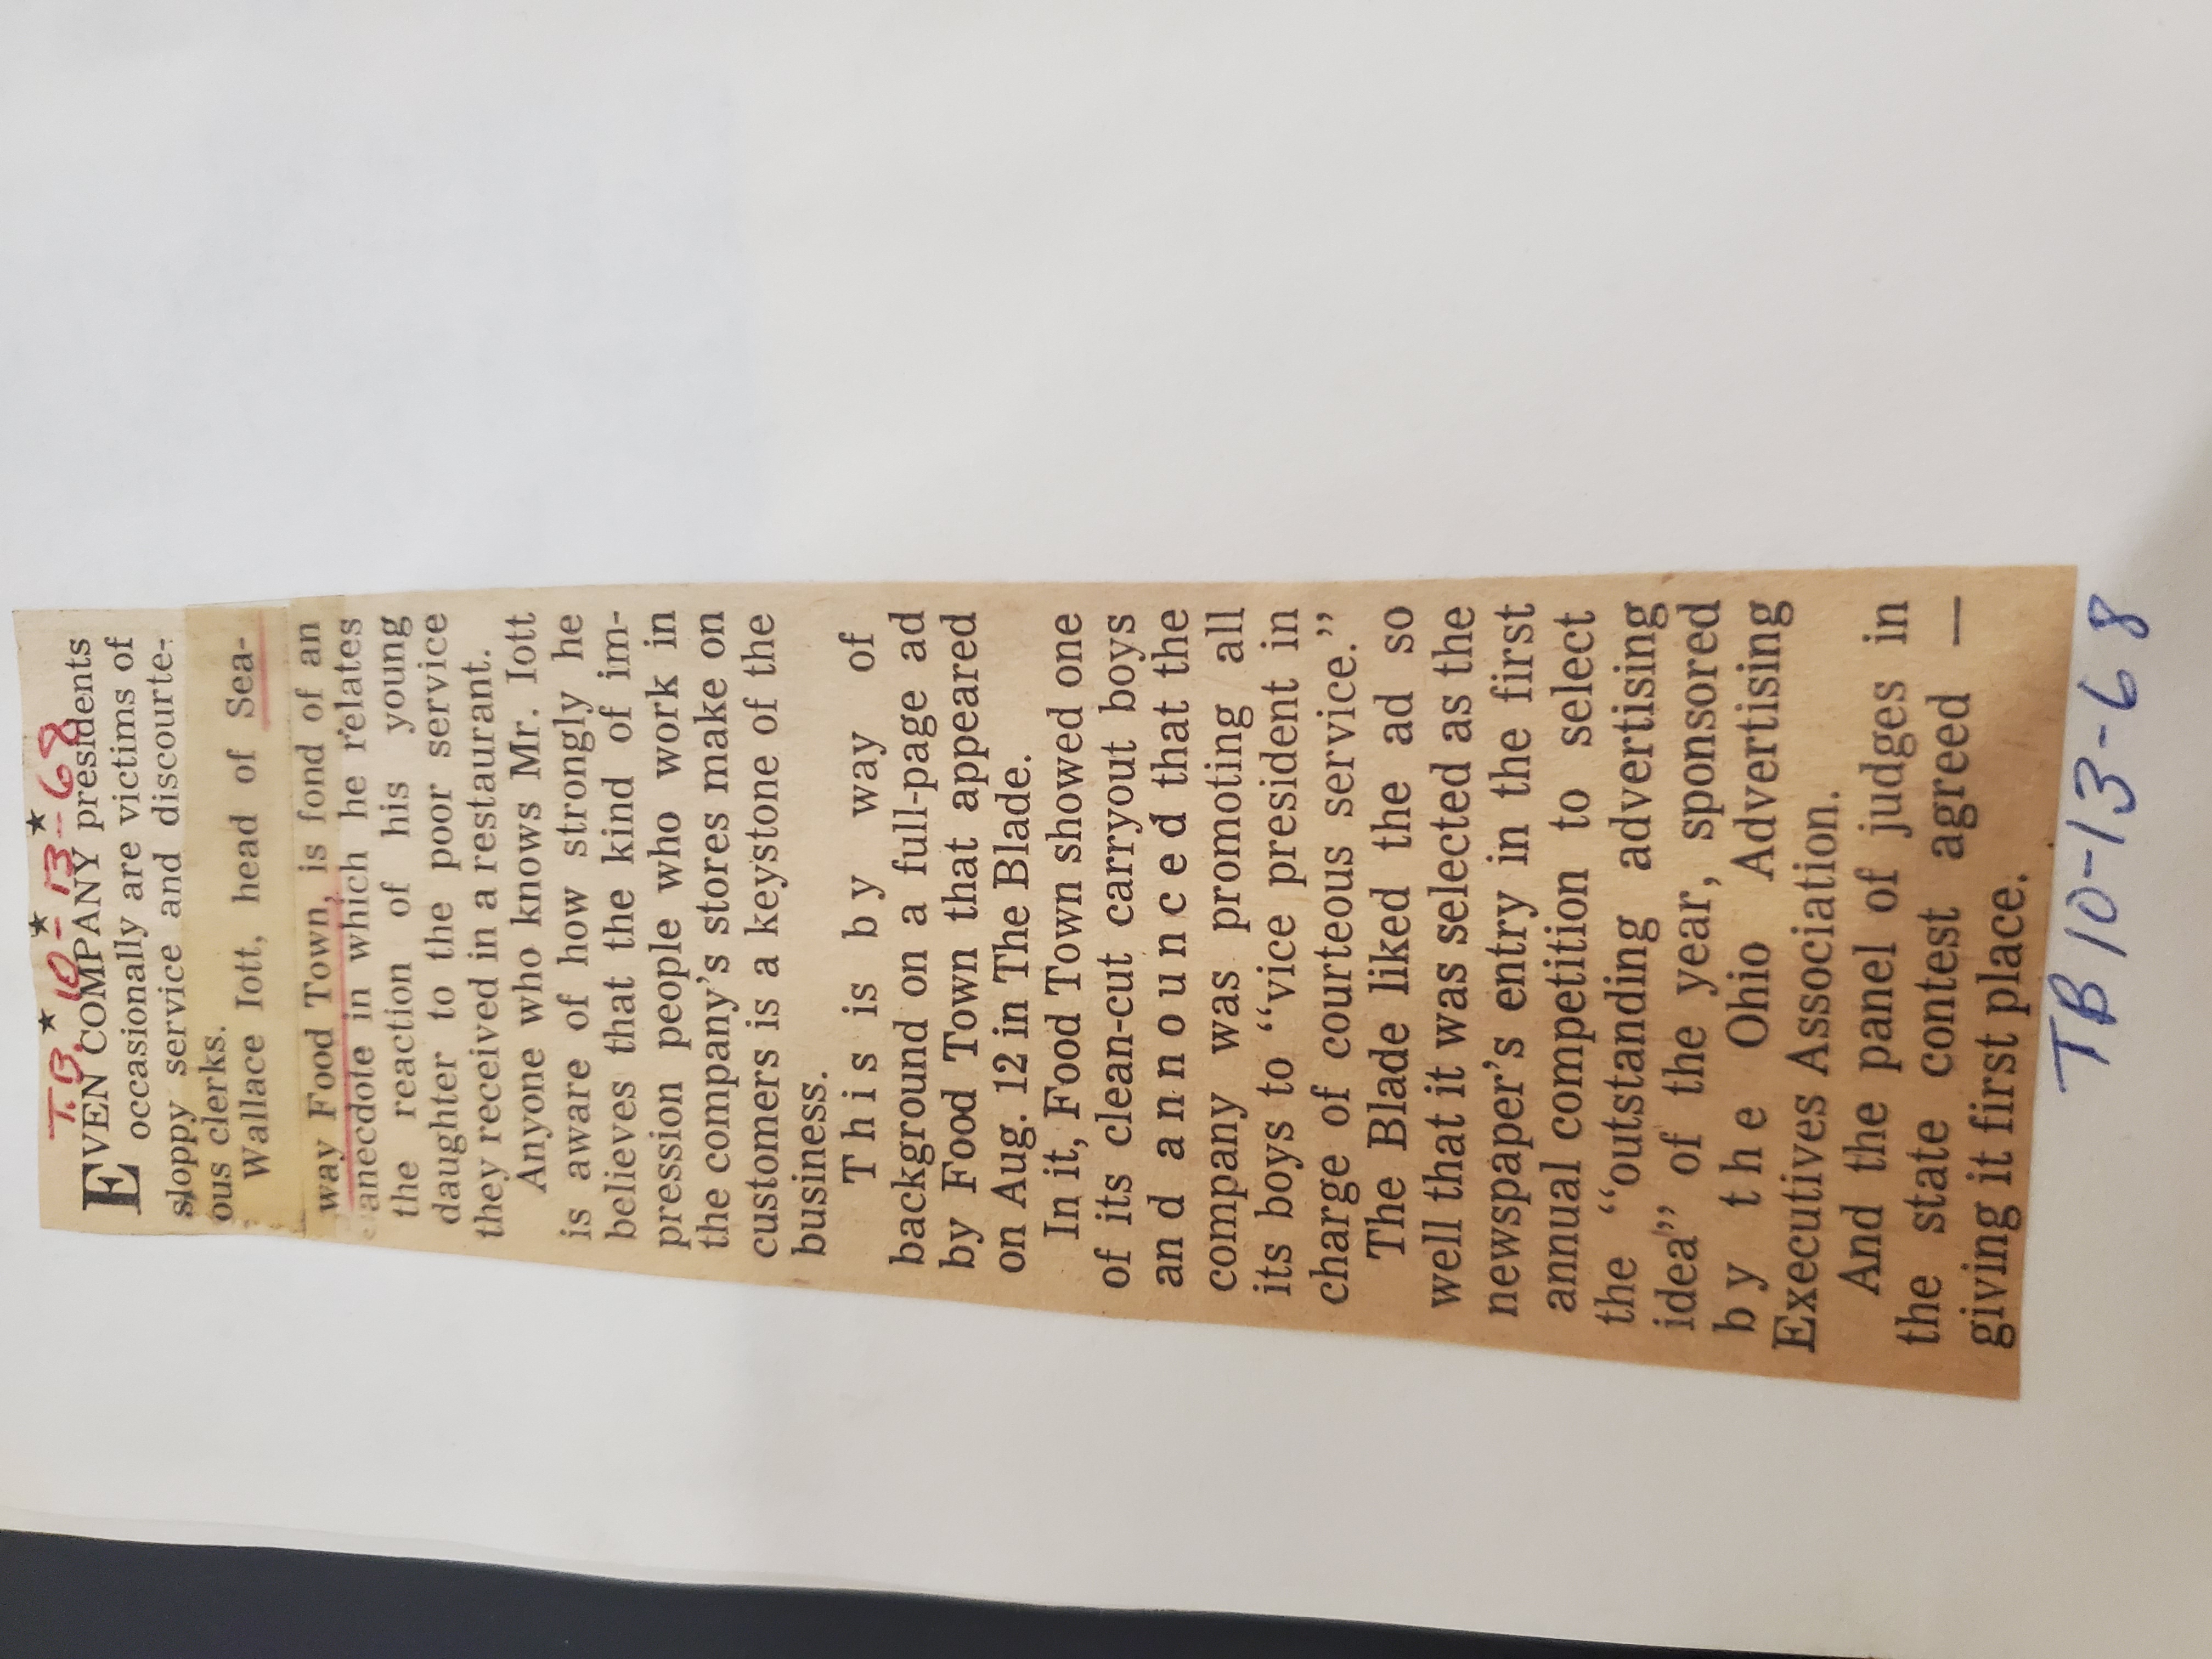 T.B. 10-13-68
★ ★ ★
EVEN COMPANY presidents
occasionally are victims of
sloppy service and discourte-
ous clerks.
Wallace Iott, head of Sea-
way Food Town, is fond of an
anecdote in which he relates
the reaction of his young
daughter to the poor service
they received in a restaurant.
Anyone who knows Mr. Iott
is aware of how strongly he
believes that the kind of im-
pression people who work in
the company's stores make on
customers is a keystone of the
business.
This is by way of
background on a full-page ad
by Food Town that appeared
on Aug. 12 in The Blade.
In it, Food Town showed one
of its clean-cut carryout boys
and announced that the
company was promoting all
its boys to “vice president in
charge of courteous service.”
The Blade liked the ad so
well that it was selected as the
newspaper's entry in the first
annual competition to select
the “outstanding advertising
idea” of the year, sponsored
by the Ohio Advertising
Executives Association.
And the panel of judges in
the state contest agreed —
giving it first place.
TB 10-13-68